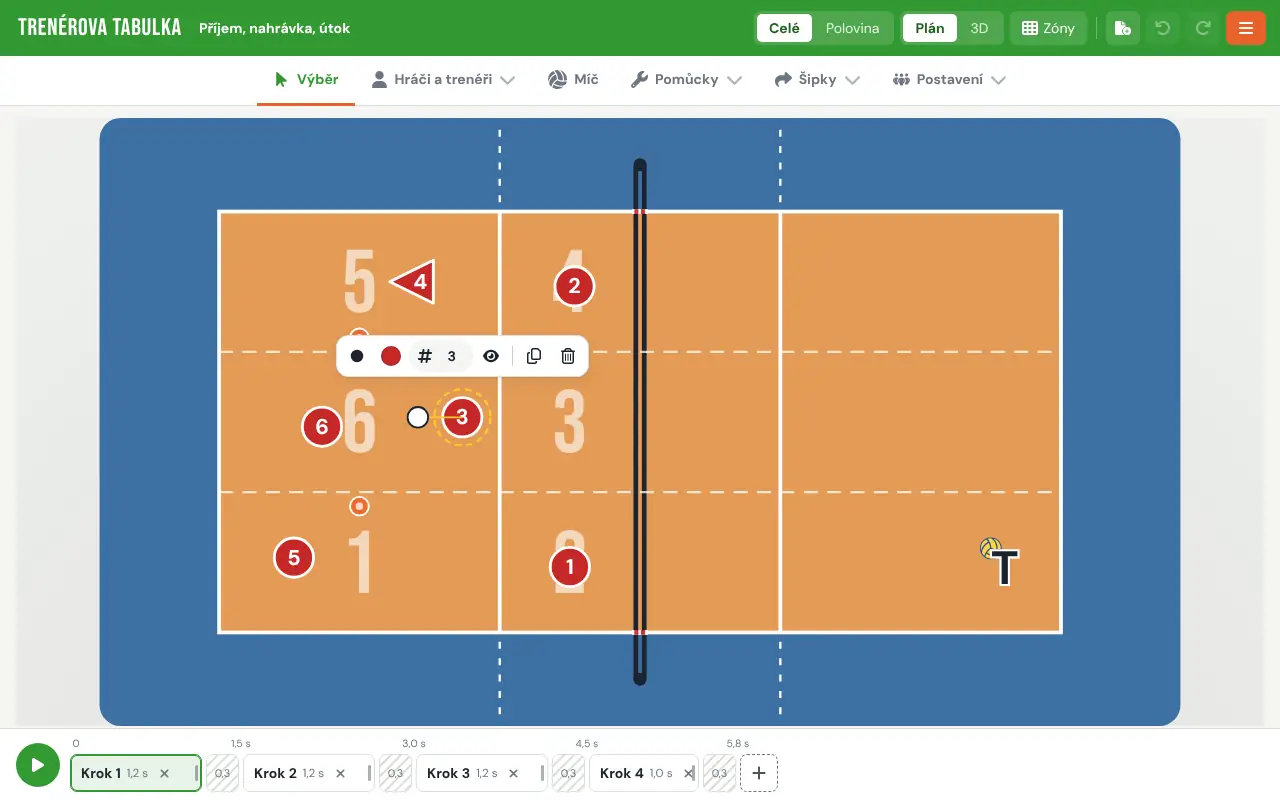 TRENÉROVA TABULKA Příjem, nahrávka, útok Celé Polovina Plán 3D Zóny
Výběr Hráči a trenéři Míč Pomůcky Šipky Postavení
5 4 4 2
# 3
6 6 3 3
5 1 2 1 T
0 1,5 s 3,0 s 4,5 s 5,8 s
Krok 1 1,2 s 0,3 Krok 2 1,2 s 0,3 Krok 3 1,2 s 0,3 Krok 4 1,0 s 0,3 +